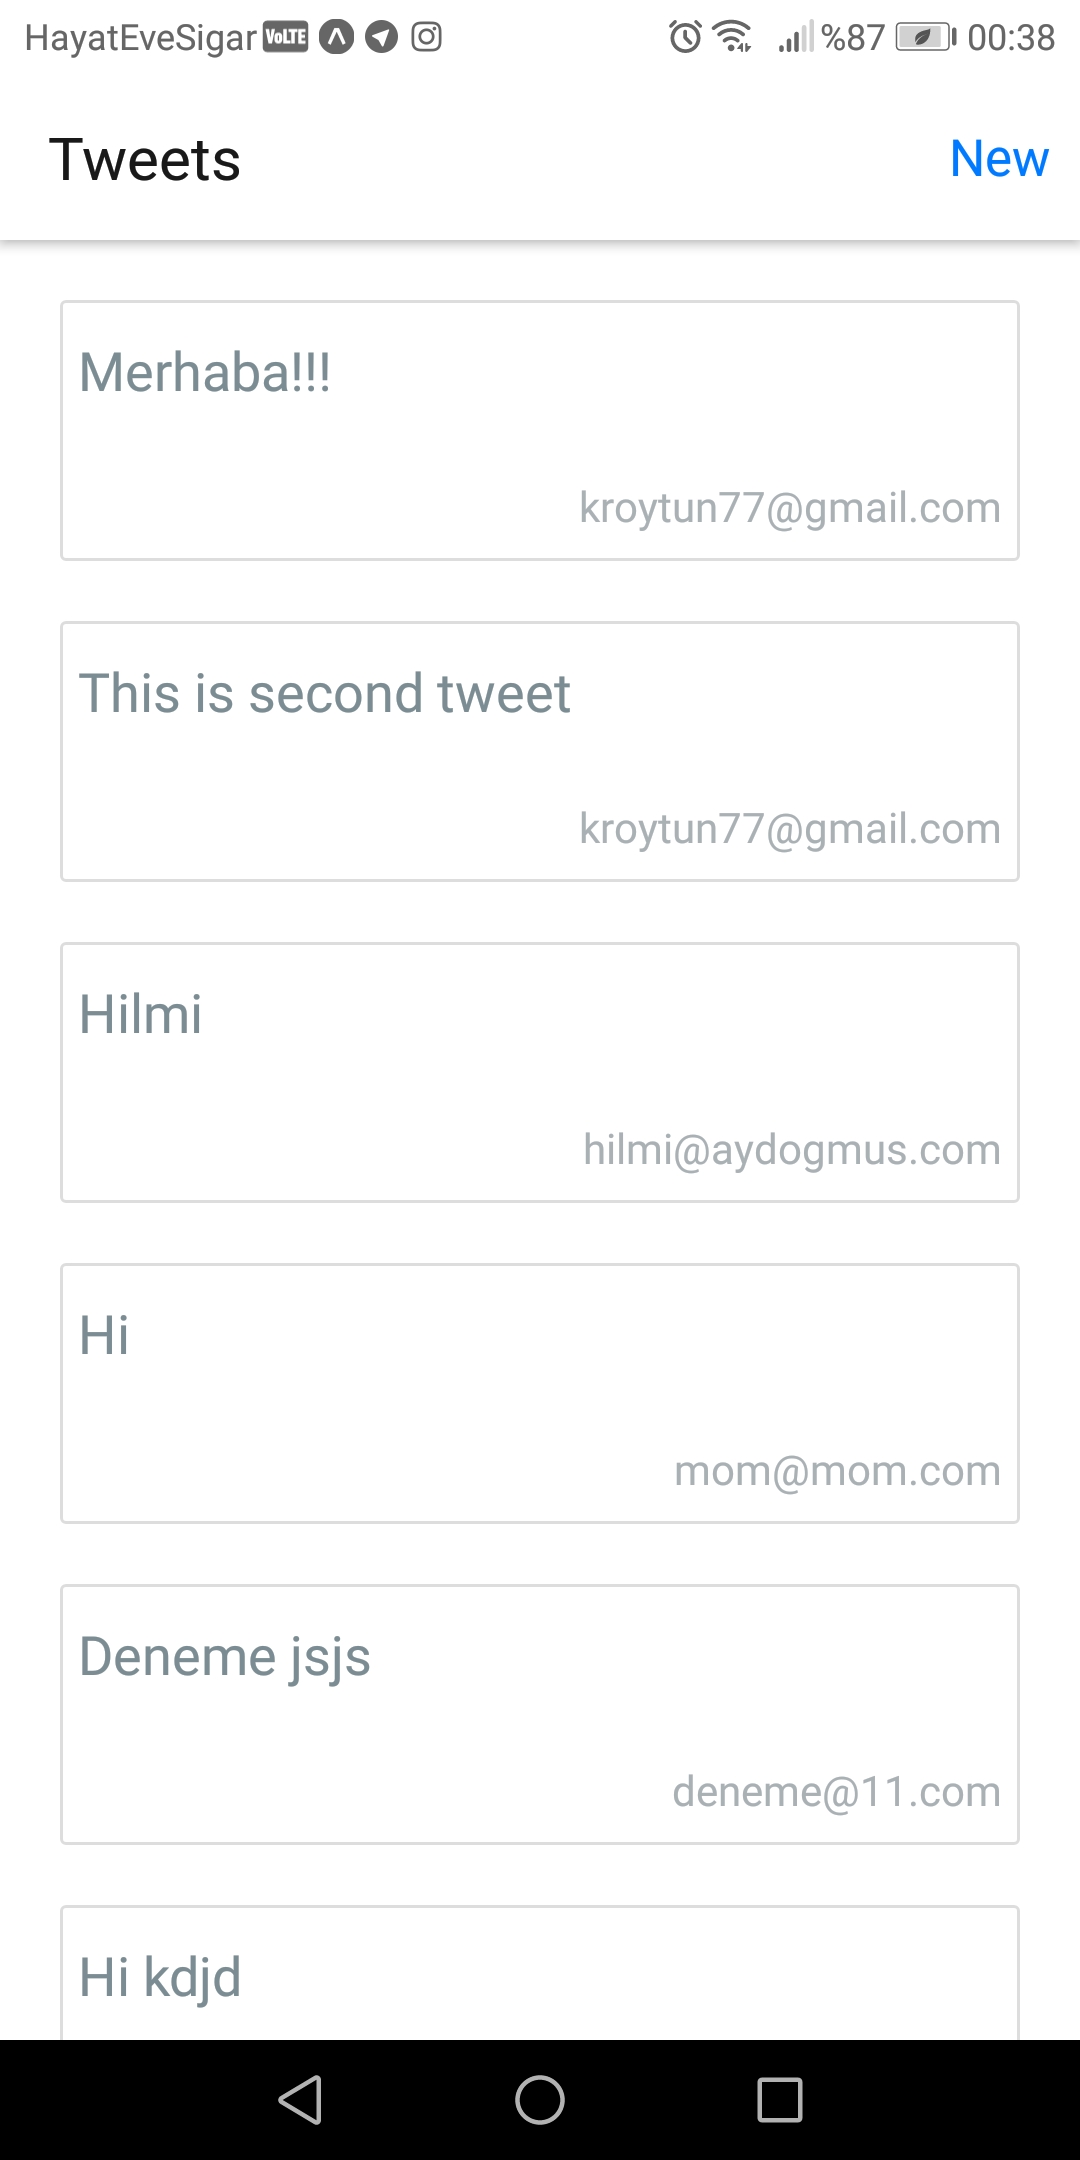 HayatEveSigar VoLTE %87 00:38
Tweets New
Merhaba!!!
kroytun77@gmail.com
This is second tweet
kroytun77@gmail.com
Hilmi
hilmi@aydogmus.com
Hi
mom@mom.com
Deneme jsjs
deneme@11.com
Hi kdjd